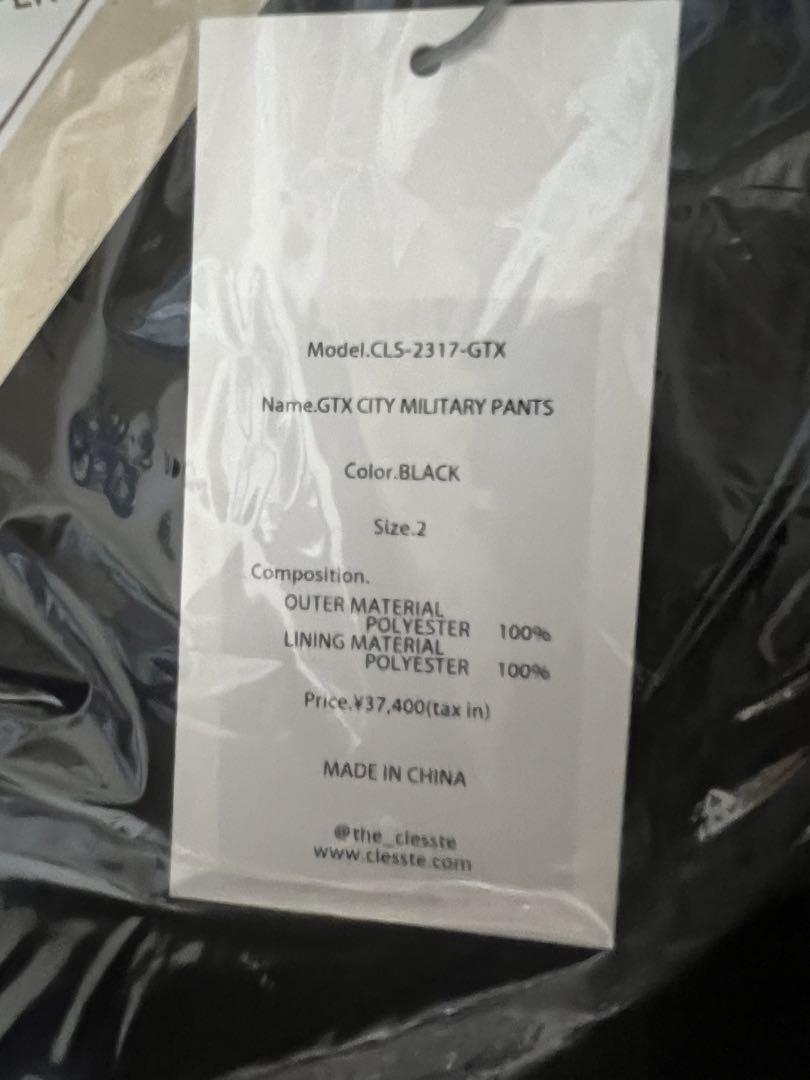 Model.CLS-2317-GTX
Name.GTX CITY MILITARY PANTS
Color.BLACK
Size.2
Composition.
OUTER MATERIAL
POLYESTER 100%
LINING MATERIAL
POLYESTER 100%
Price.¥37,400(tax in)
MADE IN CHINA
@the_clesste
www.clesste.com